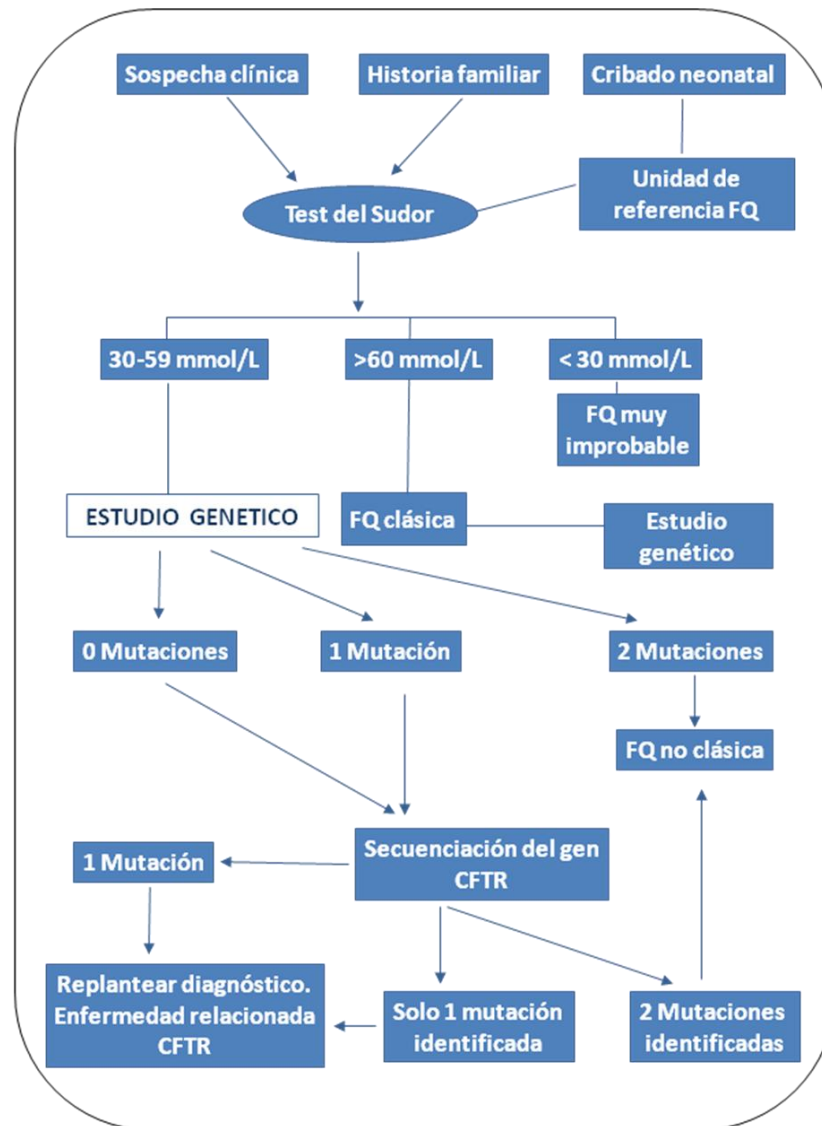 Sospecha clínica
Historia familiar
Cribado neonatal
Test del Sudor
Unidad de
referencia FQ
30-59 mmol/L
>60 mmol/L
< 30 mmol/L
FQ muy
improbable
ESTUDIO GENETICO
FQ clásica
Estudio
genético
0 Mutaciones
1 Mutación
2 Mutaciones
FQ no clásica
Secuenciación del gen
CFTR
1 Mutación
Replantear diagnóstico.
Enfermedad relacionada
CFTR
Solo 1 mutación
identificada
2 Mutaciones
identificadas